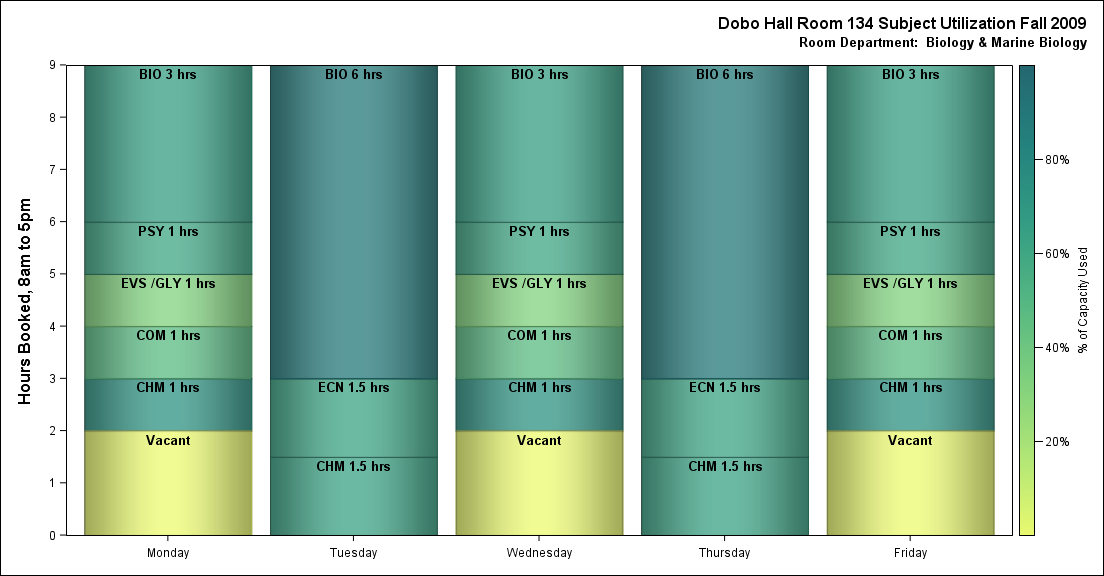 Dobo Hall Room 134 Subject Utilization Fall 2009
Room Department:  Biology & Marine Biology
Hours Booked, 8am to 5pm
9
8
7
6
5
4
3
2
1
0
BIO 3 hrs
PSY 1 hrs
EVS /GLY 1 hrs
COM 1 hrs
CHM 1 hrs
Vacant
Monday
BIO 6 hrs
ECN 1.5 hrs
CHM 1.5 hrs
Tuesday
BIO 3 hrs
PSY 1 hrs
EVS /GLY 1 hrs
COM 1 hrs
CHM 1 hrs
Vacant
Wednesday
BIO 6 hrs
ECN 1.5 hrs
CHM 1.5 hrs
Thursday
BIO 3 hrs
PSY 1 hrs
EVS /GLY 1 hrs
COM 1 hrs
CHM 1 hrs
Vacant
Friday
80%
60%
40%
20%
% of Capacity Used